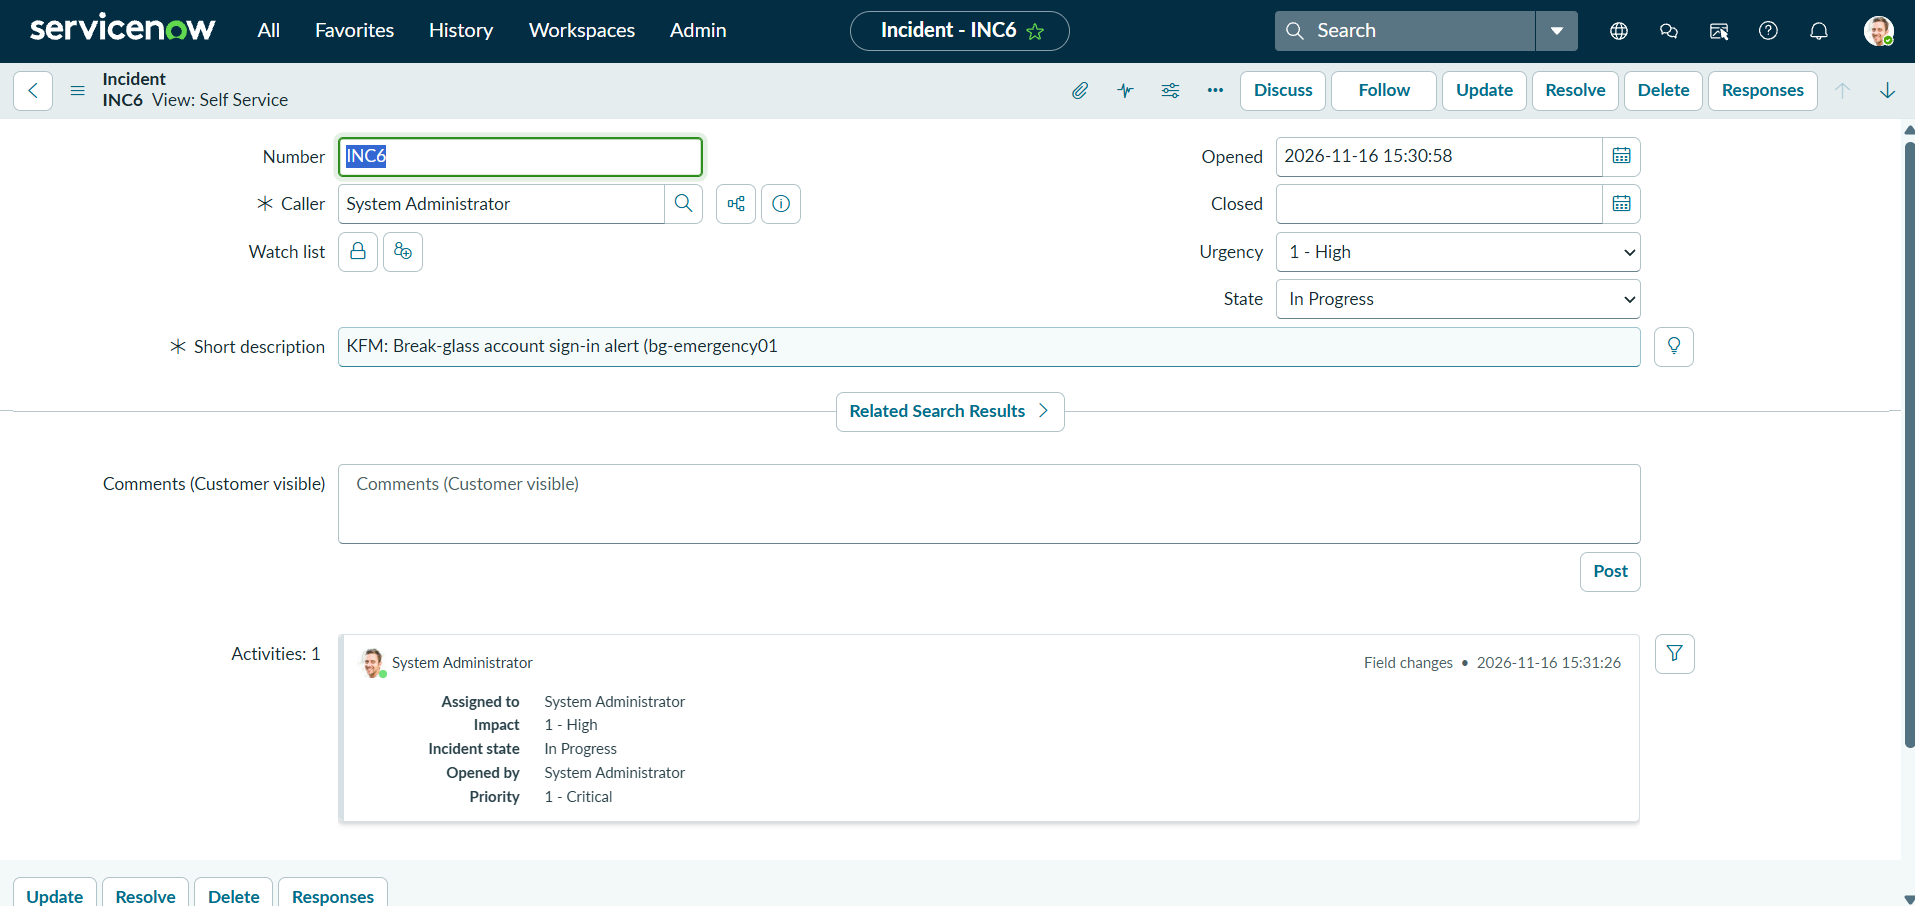 servicenow All Favorites History Workspaces Admin Incident - INC6 Search
Incident
INC6 View: Self Service
Discuss Follow Update Resolve Delete Responses
Number INC6
Opened 2026-11-16 15:30:58
* Caller System Administrator
Closed
Watch list
Urgency 1 - High
State In Progress
* Short description KFM: Break-glass account sign-in alert (bg-emergency01
Related Search Results
Comments (Customer visible) Comments (Customer visible)
Post
Activities: 1
System Administrator Field changes • 2026-11-16 15:31:26
Assigned to System Administrator
Impact 1 - High
Incident state In Progress
Opened by System Administrator
Priority 1 - Critical
Update Resolve Delete Responses